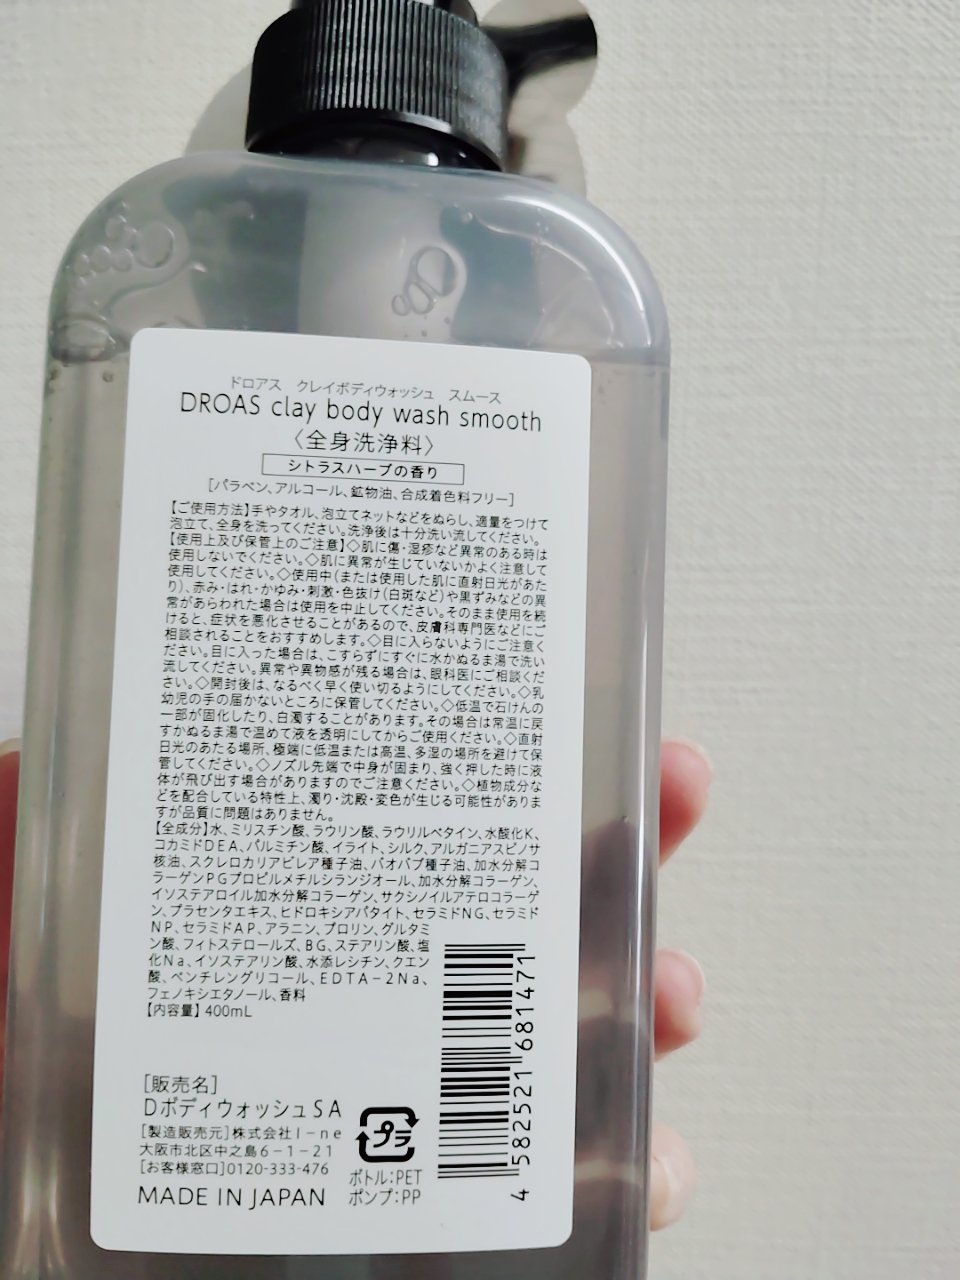 ドロアス クレイボディウォッシュ スムース
DROAS clay body wash smooth
〈全身洗浄料〉
シトラスハーブの香り
[パラベン、アルコール、鉱物油、合成着色料フリー]
【ご使用方法】手やタオル、泡立てネットなどをぬらし、適量をつけて
泡立て、全身を洗ってください。洗浄後は十分洗い流してください。
【使用上及び保管上のご注意】◇肌に傷・湿疹など異常のある時は
使用しないでください。◇肌に異常が生じていないかよく注意して
使用してください。◇使用中(または使用した肌に直射日光があた
り)、赤み・はれ・かゆみ・刺激・色抜け(白斑など)や黒ずみなどの異
常があらわれた場合は使用を中止してください。そのまま使用を続
けると、症状を悪化させることがあるので、皮膚科専門医などにご
相談されることをおすすめします。◇目に入らないようにご注意く
ださい。目に入った場合は、こすらずにすぐに水かぬるま湯で洗い
流してください。異常や異物感が残る場合は、眼科医にご相談くだ
さい。◇開封後は、なるべく早く使い切るようにしてください。◇乳
幼児の手の届かないところに保管してください。◇低温で石けんの
一部が固化したり、白濁することがあります。その場合は常温に戻
すかぬるま湯で温めて液を透明にしてからご使用ください。◇直射
日光のあたる場所、極端に低温または高温、多湿の場所を避けて保
管してください。◇ノズル先端で中身が固まり、強く押した時に液
体が飛び出す場合がありますのでご注意ください。◇植物成分な
どを配合している特性上、濁り・沈殿・変色が生じる可能性がありま
すが品質に問題はありません。
【全成分】水、ミリスチン酸、ラウリン酸、ラウリルベタイン、水酸化K、
コカミドDEA、パルミチン酸、イライト、シルク、アルガニアスピノサ
核油、スクレロカリアビレア種子油、バオバブ種子油、加水分解コ
ラーゲンPGプロピルメチルシランジオール、加水分解コラーゲン、
イソステアロイル加水分解コラーゲン、サクシノイルアテロコラーゲ
ン、プラセンタエキス、ヒドロキシアパタイト、セラミドNG、セラミド
NP、セラミドAP、アラニン、プロリン、グルタミ
ン酸、フィトステロールズ、BG、ステアリン酸、塩
化Na、イソステアリン酸、水添レシチン、クエン
酸、ペンチレングリコール、EDTA-2Na、
フェノキシエタノール、香料
【内容量】400mL
[販売名]
DボディウォッシュSA
[製造販売元]株式会社I-ne
大阪市北区中之島6-1-21
[お客様窓口]0120-333-476
MADE IN JAPAN
プラ
ボトル:PET
ポンプ:PP
4 582521 681471